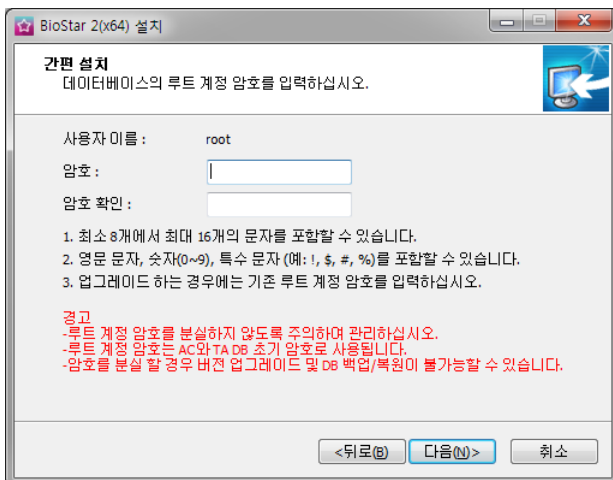 BioStar 2(x64) 설치
간편 설치
데이터베이스의 루트 계정 암호를 입력하십시오.
사용자 이름 : root
암호 :
암호 확인 :
1. 최소 8개에서 최대 16개의 문자를 포함할 수 있습니다.
2. 영문 문자, 숫자(0~9), 특수 문자 (예: !, $, #, %)를 포함할 수 있습니다.
3. 업그레이드 하는 경우에는 기존 루트 계정 암호를 입력하십시오.
경고
-루트 계정 암호를 분실하지 않도록 주의하여 관리하십시오.
-루트 계정 암호는 AC와 TA DB 초기 암호로 사용됩니다.
-암호를 분실 할 경우 버전 업그레이드 및 DB 백업/복원이 불가능할 수 있습니다.
<뒤로(B) 다음(N)> 취소